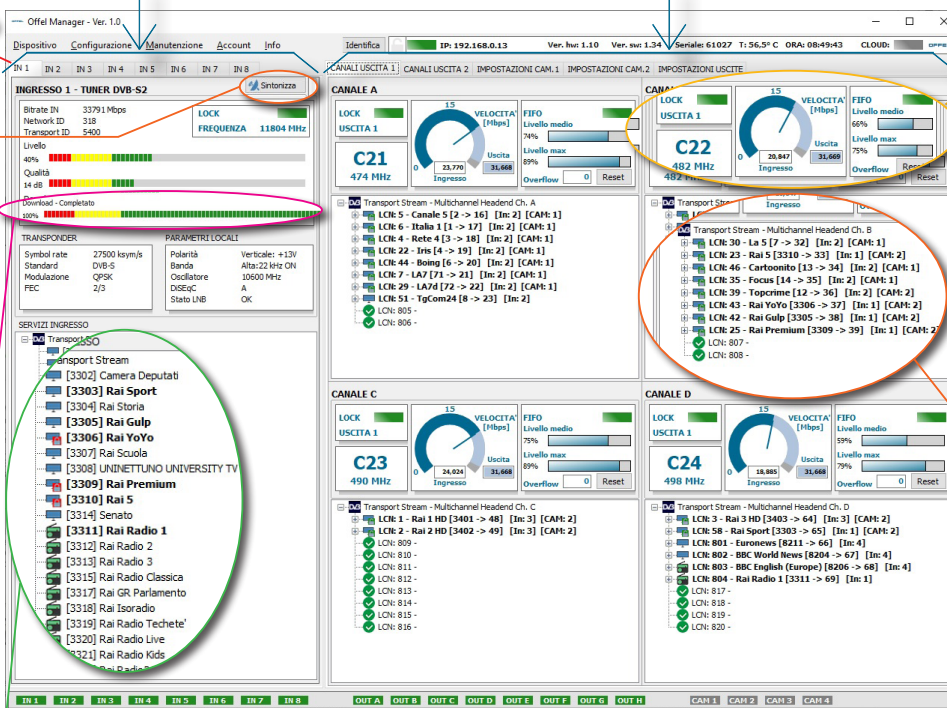 Offel Manager - Ver. 1.0
Dispositivo Configurazione Manutenzione Account Info
Identifica IP: 192.168.0.13 Ver. hw: 1.10 Ver. sw: 1.34 Seriale: 61027 T: 56,5° C ORA: 08:49:43 CLOUD:
IN 1 IN 2 IN 3 IN 4 IN 5 IN 6 IN 7 IN 8
CANALI USCITA 1 CANALI USCITA 2 IMPOSTAZIONI CAM.1 IMPOSTAZIONI CAM.2 IMPOSTAZIONI USCITE
INGRESSO 1 - TUNER DVB-S2
Sintonizza
Bitrate IN 33791 Mbps
Network ID 318
Transport ID 5400
LOCK
FREQUENZA 11804 MHz
Livello
40%
Qualità
14 dB
Download - Completato
100%
TRANSPONDER
Symbol rate 27500 ksym/s
Standard DVB-S
Modulazione QPSK
FEC 2/3
PARAMETRI LOCALI
Polarità Verticale: +13V
Banda Alta:22 kHz ON
Oscillatore 10600 MHz
DiSEqC A
Stato LNB OK
SERVIZI INGRESSO
Transport Stream
[3302] Camera Deputati
[3303] Rai Sport
[3304] Rai Storia
[3305] Rai Gulp
[3306] Rai YoYo
[3307] Rai Scuola
[3308] UNINETTUNO UNIVERSITY TV
[3309] Rai Premium
[3310] Rai 5
[3314] Senato
[3311] Rai Radio 1
[3312] Rai Radio 2
[3313] Rai Radio 3
[3315] Rai Radio Classica
[3317] Rai GR Parlamento
[3318] Rai Isoradio
[3319] Rai Radio Techete'
[3320] Rai Radio Live
[3321] Rai Radio Kids
CANALE A
LOCK
USCITA 1
C21
474 MHz
15
VELOCITA'
[Mbps]
0
23,770
Ingresso
Uscita
31,668
FIFO
Livello medio
74%
Livello max
89%
Overflow 0 Reset
Transport Stream - Multichannel Headend Ch. A
LCN: 5 - Canale 5 [2 -> 16] [In: 2] [CAM: 1]
LCN: 6 - Italia 1 [1 -> 17] [In: 2] [CAM: 1]
LCN: 4 - Rete 4 [3 -> 18] [In: 2] [CAM: 1]
LCN: 22 - Iris [4 -> 19] [In: 2] [CAM: 1]
LCN: 44 - Boing [6 -> 20] [In: 2] [CAM: 1]
LCN: 7 - LA7 [71 -> 21] [In: 2] [CAM: 1]
LCN: 29 - LA7d [72 -> 22] [In: 2] [CAM: 1]
LCN: 51 - TgCom24 [8 -> 23] [In: 2]
LCN: 805 -
LCN: 806 -
LOCK
USCITA 1
C22
482 MHz
15
VELOCITA'
[Mbps]
0
20,847
Ingresso
Uscita
31,669
FIFO
Livello medio
66%
Livello max
75%
Overflow 0 Reset
Transport Stream - Multichannel Headend Ch. B
LCN: 30 - La 5 [7 -> 32] [In: 2] [CAM: 1]
LCN: 23 - Rai 5 [3310 -> 33] [In: 1] [CAM: 2]
LCN: 46 - Cartoonito [13 -> 34] [In: 2] [CAM: 1]
LCN: 35 - Focus [14 -> 35] [In: 2] [CAM: 1]
LCN: 39 - Topcrime [12 -> 36] [In: 2] [CAM: 2]
LCN: 43 - Rai YoYo [3306 -> 37] [In: 1] [CAM: 2]
LCN: 42 - Rai Gulp [3305 -> 38] [In: 1] [CAM: 2]
LCN: 25 - Rai Premium [3309 -> 39] [In: 1] [CAM: 2]
LCN: 807 -
LCN: 808 -
CANALE C
LOCK
USCITA 1
C23
490 MHz
15
VELOCITA'
[Mbps]
0
24,024
Ingresso
Uscita
31,668
FIFO
Livello medio
75%
Livello max
89%
Overflow 0 Reset
Transport Stream - Multichannel Headend Ch. C
LCN: 1 - Rai 1 HD [3401 -> 48] [In: 3] [CAM: 2]
LCN: 2 - Rai 2 HD [3402 -> 49] [In: 3] [CAM: 2]
LCN: 809 -
LCN: 810 -
LCN: 811 -
LCN: 812 -
LCN: 813 -
LCN: 814 -
LCN: 815 -
LCN: 816 -
CANALE D
LOCK
USCITA 1
C24
498 MHz
15
VELOCITA'
[Mbps]
0
18,885
Ingresso
Uscita
31,668
FIFO
Livello medio
59%
Livello max
79%
Overflow 0 Reset
Transport Stream - Multichannel Headend Ch. D
LCN: 3 - Rai 3 HD [3403 -> 64] [In: 3] [CAM: 2]
LCN: 58 - Rai Sport [3303 -> 65] [In: 1] [CAM: 2]
LCN: 801 - Euronews [8211 -> 66] [In: 4]
LCN: 802 - BBC World News [8204 -> 67] [In: 4]
LCN: 803 - BBC English (Europe) [8206 -> 68] [In: 4]
LCN: 804 - Rai Radio 1 [3311 -> 69] [In: 1]
LCN: 817 -
LCN: 818 -
LCN: 819 -
LCN: 820 -
IN 1 IN 2 IN 3 IN 4 IN 5 IN 6 IN 7 IN 8 OUT A OUT B OUT C OUT D OUT E OUT F OUT G OUT H CAM 1 CAM 2 CAM 3 CAM 4